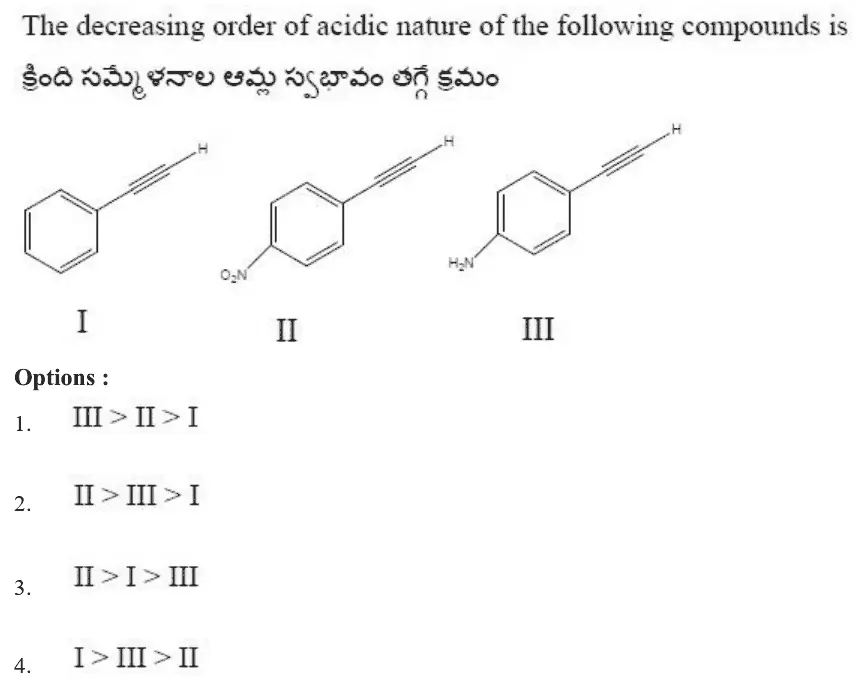 The decreasing order of acidic nature of the following compounds is
క్రింది సమ్మేళనాల ఆమ్ల స్వభావం తగ్గే క్రమం
H H H
O₂N H₂N
I II III
Options :
1. III > II > I
2. II > III > I
3. II > I > III
4. I > III > II